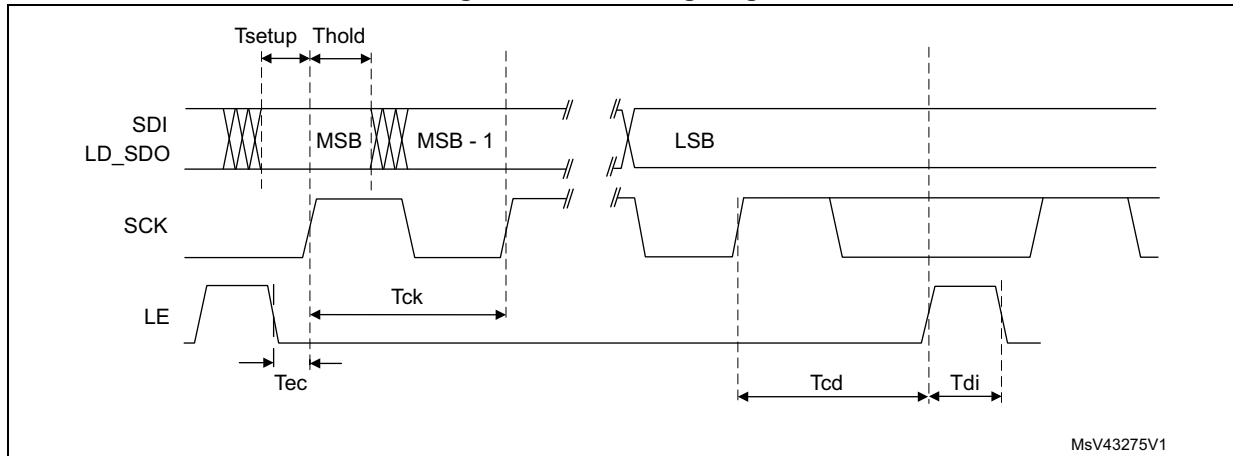 Tsetup Thold
SDI
LD_SDO
MSB MSB - 1 LSB
SCK
LE
Tck
Tec Tcd Tdi
MsV43275V1